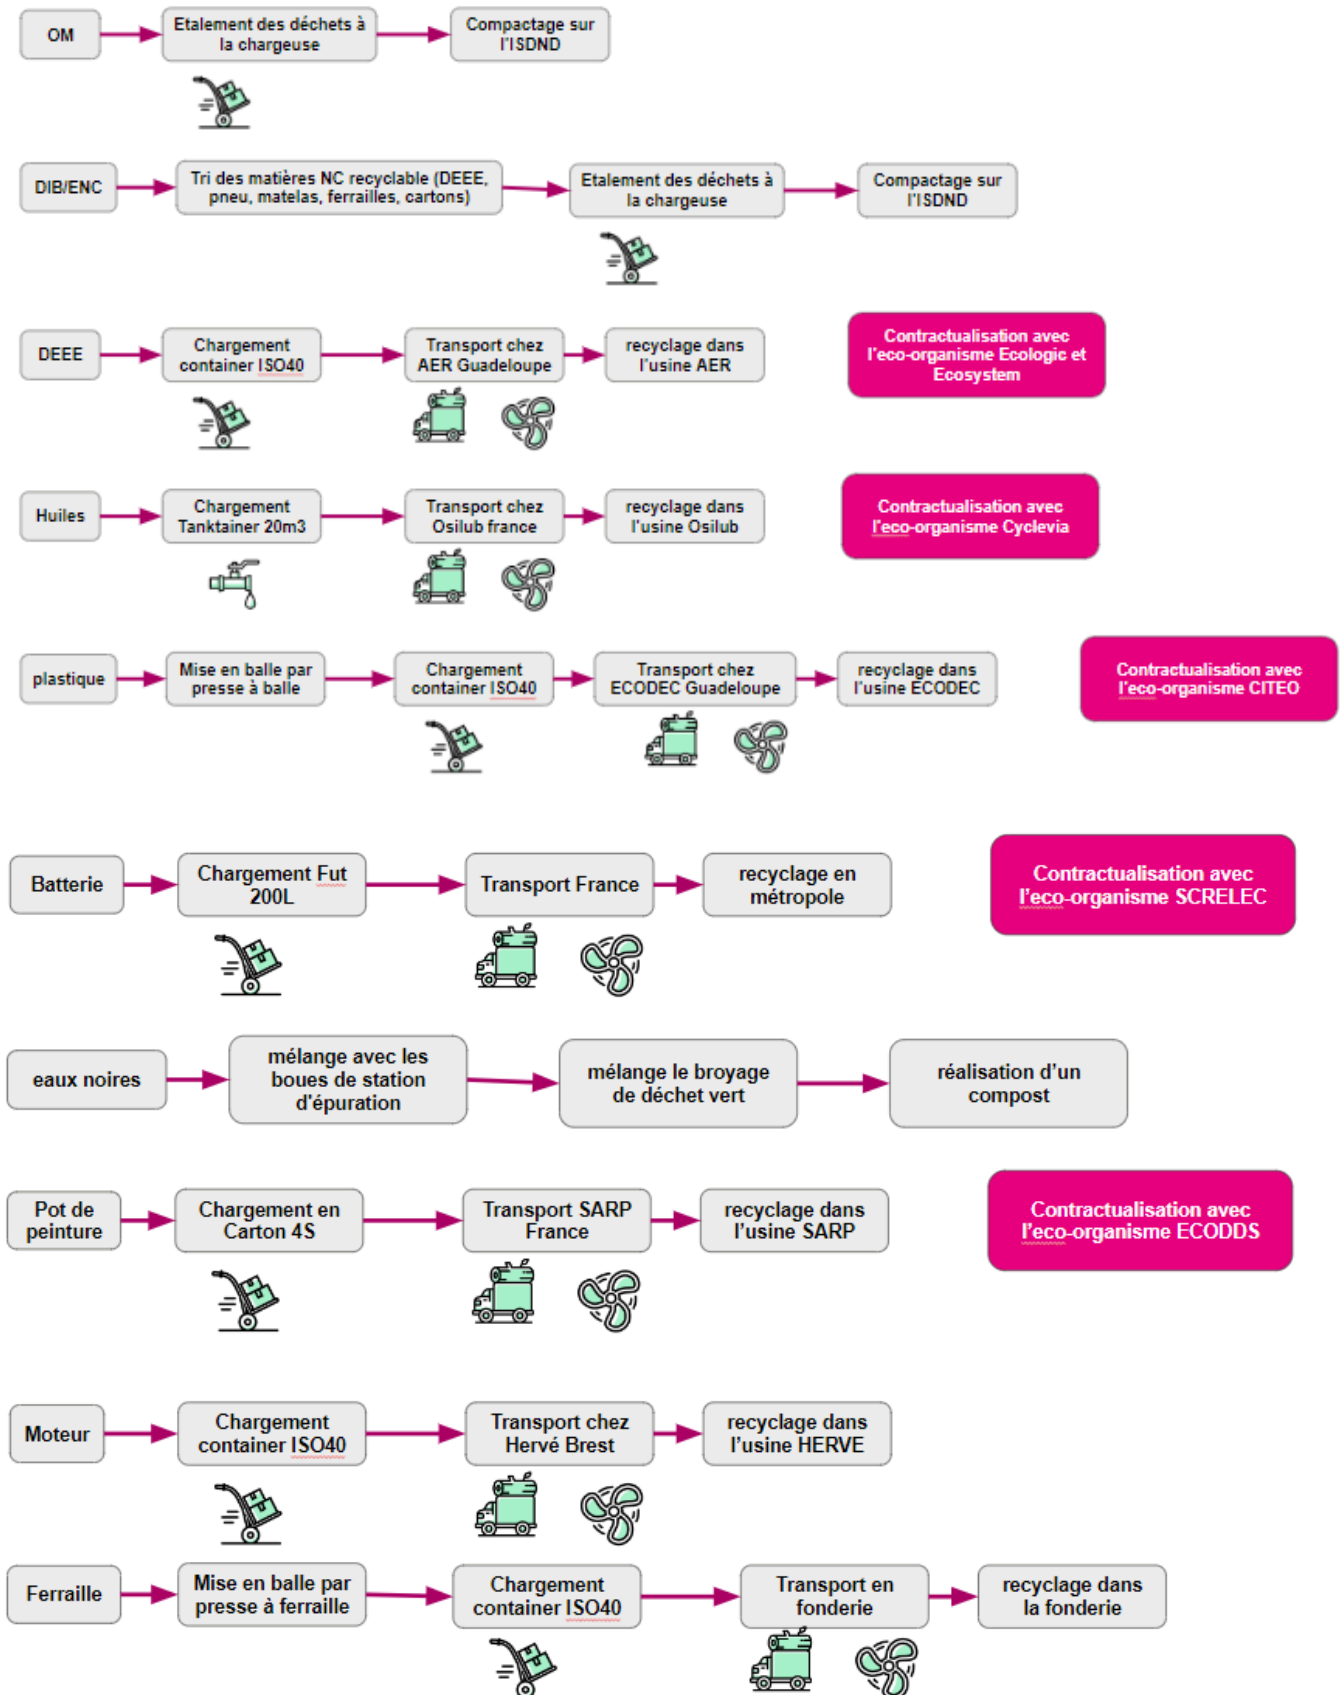 OM
Etalement des déchets à
la chargeuse
Compactage sur
l'ISDND
DIB/ENC
Tri des matières NC recyclable (DEEE,
pneu, matelas, ferrailles, cartons)
Etalement des déchets à
la chargeuse
Compactage sur
l'ISDND
DEEE
Chargement
container ISO40
Transport chez
AER Guadeloupe
recyclage dans
l'usine AER
Contractualisation avec
l'eco-organisme Ecologic et
Ecosystem
Huiles
Chargement
Tanktainer 20m3
Transport chez
Osilub france
recyclage dans
l'usine Osilub
Contractualisation avec
l'eco-organisme Cyclevia
plastique
Mise en balle par
presse à balle
Chargement
container ISO40
Transport chez
ECODEC Guadeloupe
recyclage dans
l'usine ECODEC
Contractualisation avec
l'eco-organisme CITEO
Batterie
Chargement Fut
200L
Transport France
recyclage en
métropole
Contractualisation avec
l'eco-organisme SCRELEC
eaux noires
mélange avec les
boues de station
d'épuration
mélange le broyage
de déchet vert
réalisation d'un
compost
Pot de
peinture
Chargement en
Carton 4S
Transport SARP
France
recyclage dans
l'usine SARP
Contractualisation avec
l'eco-organisme ECODDS
Moteur
Chargement
container ISO40
Transport chez
Hervé Brest
recyclage dans
l'usine HERVE
Ferraille
Mise en balle par
presse à ferraille
Chargement
container ISO40
Transport en
fonderie
recyclage dans
la fonderie